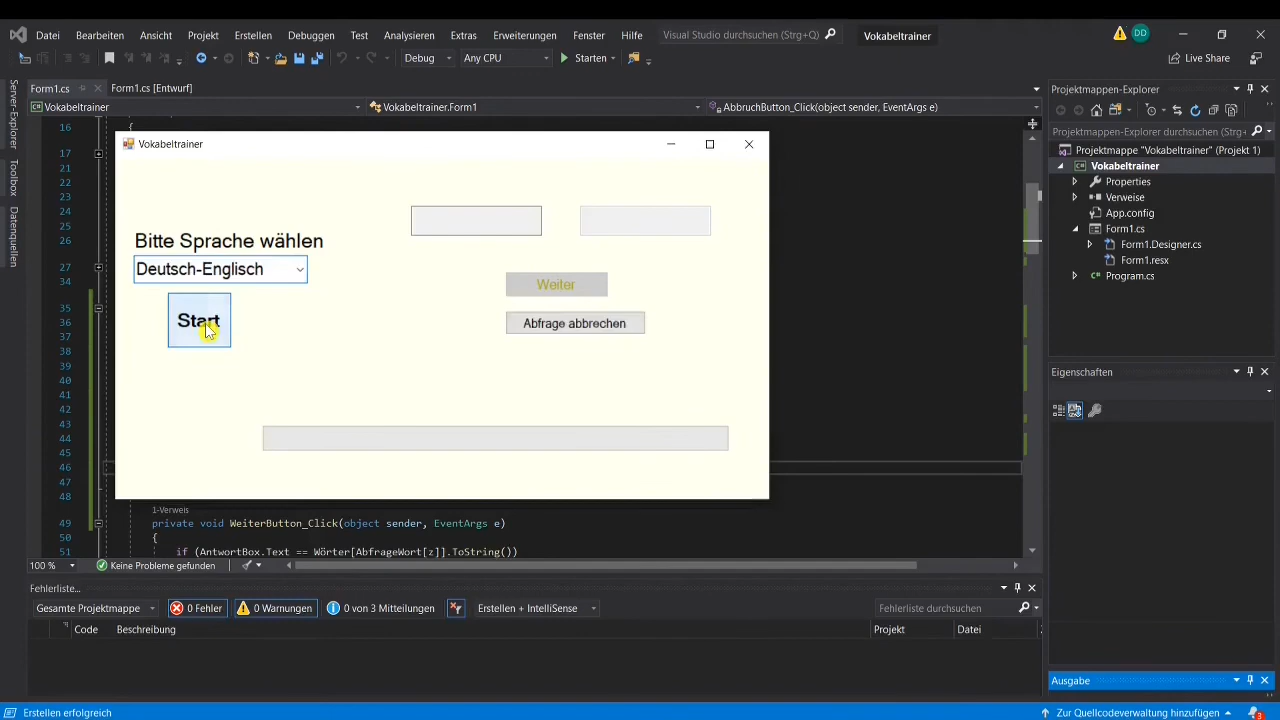 Datei Bearbeiten Ansicht Projekt Erstellen Debuggen Test Analysieren Extras Erweiterungen Fenster Hilfe Visual Studio durchsuchen (Strg+Q) Vokabeltrainer DD
Debug Any CPU Starten Live Share
Form1.cs Form1.cs [Entwurf]
Vokabeltrainer Vokabeltrainer.Form1 AbbruchButton_Click(object sender, EventArgs e)
Server-Explorer
Toolbox
Datenquellen
16 {
17
21
22
23
24
25
26
27
34
35
36
37
38
39
40
41
42
43
44
45
46
47
48
Vokabeltrainer
Bitte Sprache wählen
Deutsch-Englisch
Start
Weiter
Abfrage abbrechen
1-Verweis
49 private void WeiterButton_Click(object sender, EventArgs e)
50 {
51 if (AntwortBox.Text == Wörter[AbfrageWort[z]].ToString())
100 % Keine Probleme gefunden
Fehlerliste...
Gesamte Projektmappe 0 Fehler 0 Warnungen 0 von 3 Mitteilungen Erstellen + IntelliSense Fehlerliste durchsuchen
Code Beschreibung Projekt Datei
Projektmappen-Explorer
Projektmappen-Explorer durchsuchen (Strg+
Projektmappe "Vokabeltrainer" (Projekt 1)
Vokabeltrainer
Properties
Verweise
App.config
Form1.cs
Form1.Designer.cs
Form1.resx
Program.cs
Eigenschaften
Ausgabe
Erstellen erfolgreich Zur Quellcodeverwaltung hinzufügen